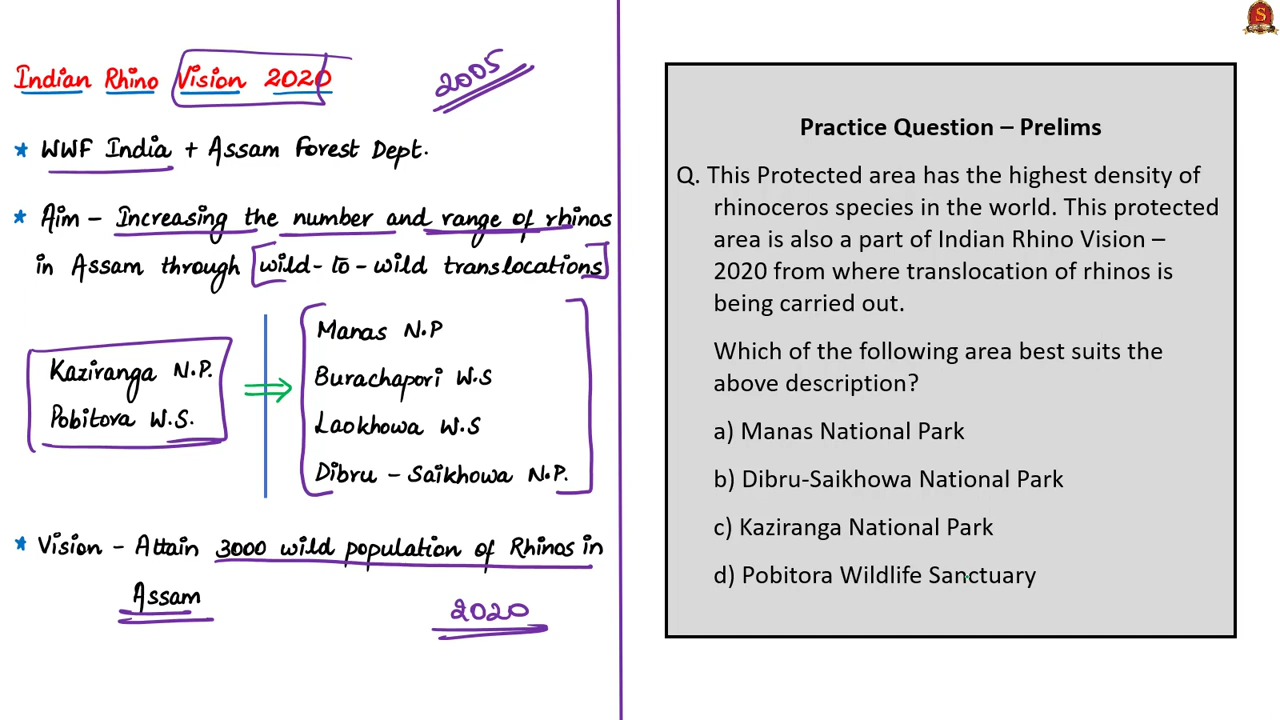 Indian Rhino Vision 2020
2005
* WWF India + Assam Forest Dept.
* Aim - Increasing the number and range of rhinos
in Assam through [wild-to-wild translocations]
Kaziranga N.P.
Pobitora W.S.
⇒
Manas N.P
Burachapori W.S
Laokhowa W.S
Dibru - Saikhowa N.P.
* Vision - Attain 3000 wild population of Rhinos in
Assam
2020
S
Practice Question – Prelims
Q. This Protected area has the highest density of
rhinoceros species in the world. This protected
area is also a part of Indian Rhino Vision –
2020 from where translocation of rhinos is
being carried out.
Which of the following area best suits the
above description?
a) Manas National Park
b) Dibru-Saikhowa National Park
c) Kaziranga National Park
d) Pobitora Wildlife Sanctuary